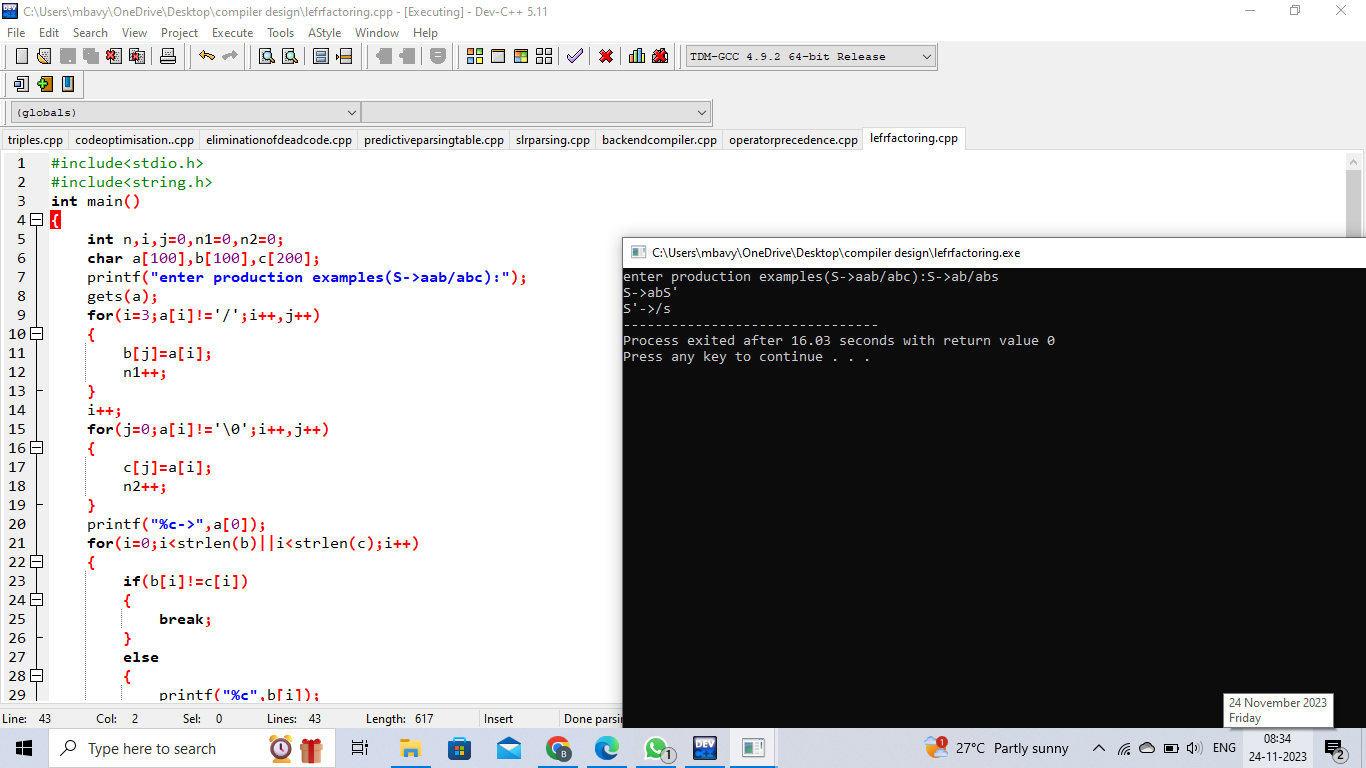 C:\Users\mbavy\OneDrive\Desktop\compiler design\lefrfactoring.cpp - [Executing] - Dev-C++ 5.11
File Edit Search View Project Execute Tools AStyle Window Help
TDM-GCC 4.9.2 64-bit Release
(globals)
triples.cpp codeoptimisation..cpp eliminationofdeadcode.cpp predictiveparsingtable.cpp slrparsing.cpp backendcompiler.cpp operatorprecedence.cpp lefrfactoring.cpp
1 #include<stdio.h>
2 #include<string.h>
3 int main()
4 {
5 int n,i,j=0,n1=0,n2=0;
6 char a[100],b[100],c[200];
7 printf("enter production examples(S->aab/abc):");
8 gets(a);
9 for(i=3;a[i]!='/';i++,j++)
10 {
11 b[j]=a[i];
12 n1++;
13 }
14 i++;
15 for(j=0;a[i]!='\0';i++,j++)
16 {
17 c[j]=a[i];
18 n2++;
19 }
20 printf("%c->",a[0]);
21 for(i=0;i<strlen(b)||i<strlen(c);i++)
22 {
23 if(b[i]!=c[i])
24 {
25 break;
26 }
27 else
28 {
29 printf("%c",b[i]);
C:\Users\mbavy\OneDrive\Desktop\compiler design\lefrfactoring.exe
enter production examples(S->aab/abc):S->ab/abs
S->abS'
S'->/s
--------------------------------
Process exited after 16.03 seconds with return value 0
Press any key to continue . . .
Line: 43 Col: 2 Sel: 0 Lines: 43 Length: 617 Insert Done parsin
24 November 2023
Friday
Type here to search
DEV
27°C Partly sunny
ENG
08:34
24-11-2023
2